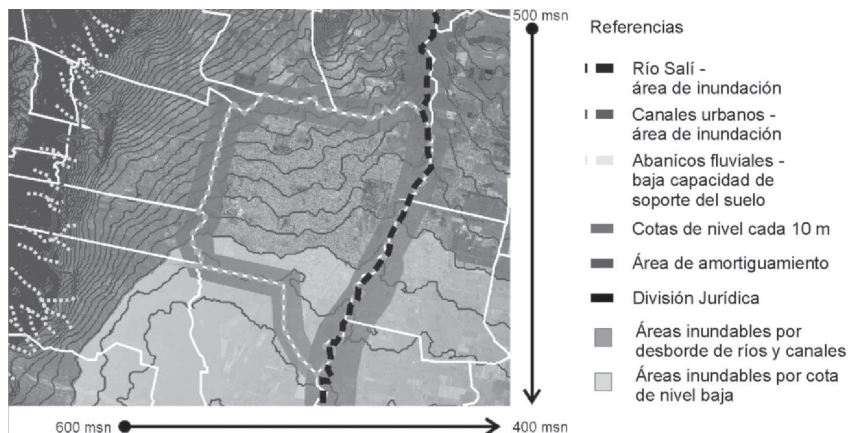 500 msn
Referencias
Río Salí -
área de inundación
Canales urbanos -
área de inundación
Abanicos fluviales -
baja capacidad de
soporte del suelo
Cotas de nivel cada 10 m
Área de amortiguamiento
División Jurídica
Áreas inundables por
desborde de ríos y canales
Áreas inundables por cota
de nivel baja
600 msn
400 msn